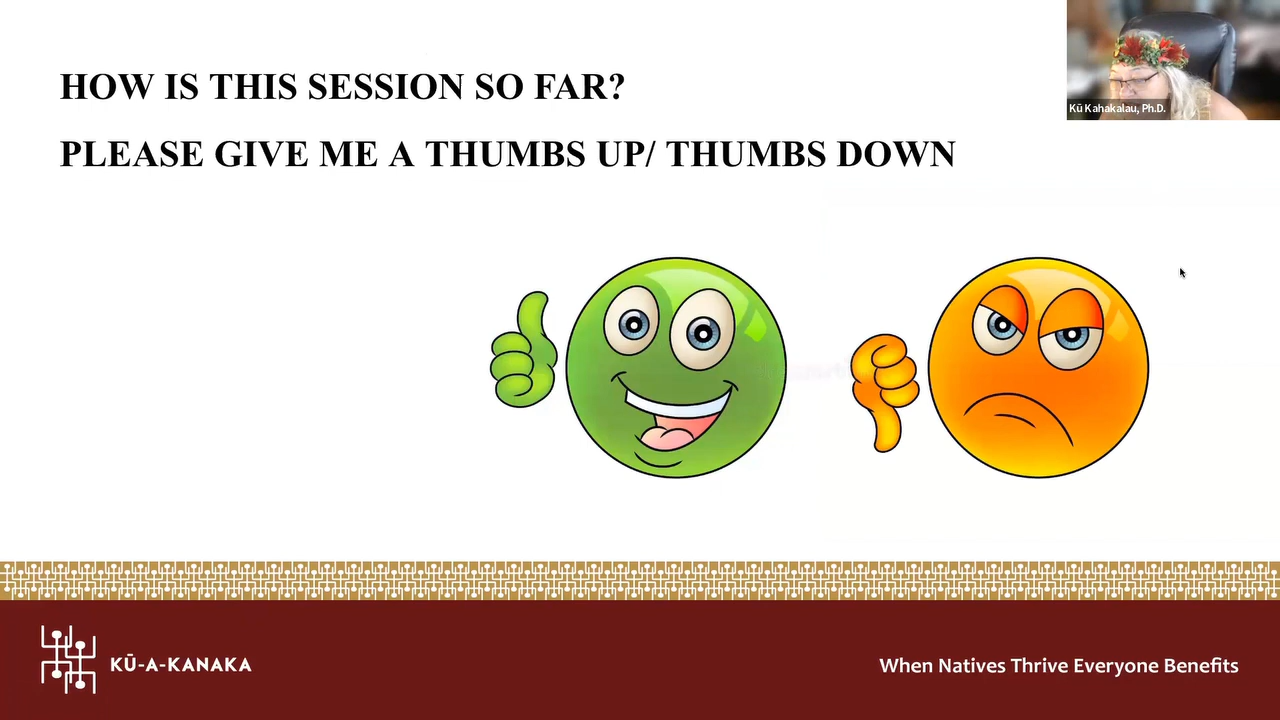 HOW IS THIS SESSION SO FAR?
PLEASE GIVE ME A THUMBS UP/ THUMBS DOWN
Kū Kahakalau, Ph.D.
KŪ-A-KANAKA
When Natives Thrive Everyone Benefits